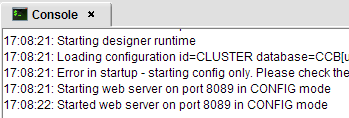 Console
17:08:21: Starting designer runtime
17:08:21: Loading configuration id=CLUSTER database=CCB[u
17:08:21: Error in startup - starting config only. Please check the
17:08:21: Starting web server on port 8089 in CONFIG mode
17:08:22: Started web server on port 8089 in CONFIG mode